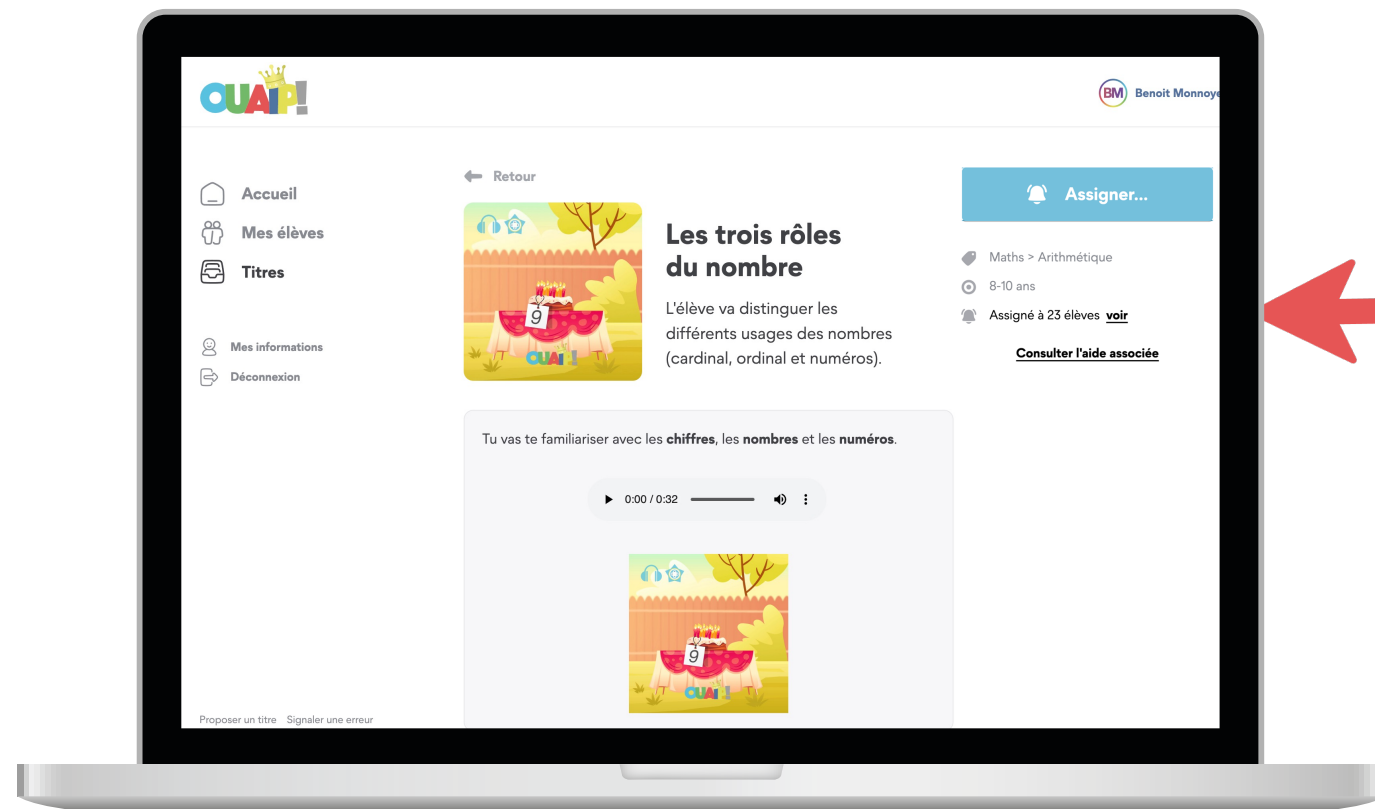 OUAIP!
BM Benoit Monnoye
Accueil
Mes élèves
Titres
Mes informations
Déconnexion
Proposer un titre Signaler une erreur
Retour
9
OUAIP!
Les trois rôles
du nombre
L'élève va distinguer les
différents usages des nombres
(cardinal, ordinal et numéros).
Assigner...
Maths > Arithmétique
8-10 ans
Assigné à 23 élèves voir
Consulter l'aide associée
Tu vas te familiariser avec les chiffres, les nombres et les numéros.
0:00 / 0:32
9
OUAIP!